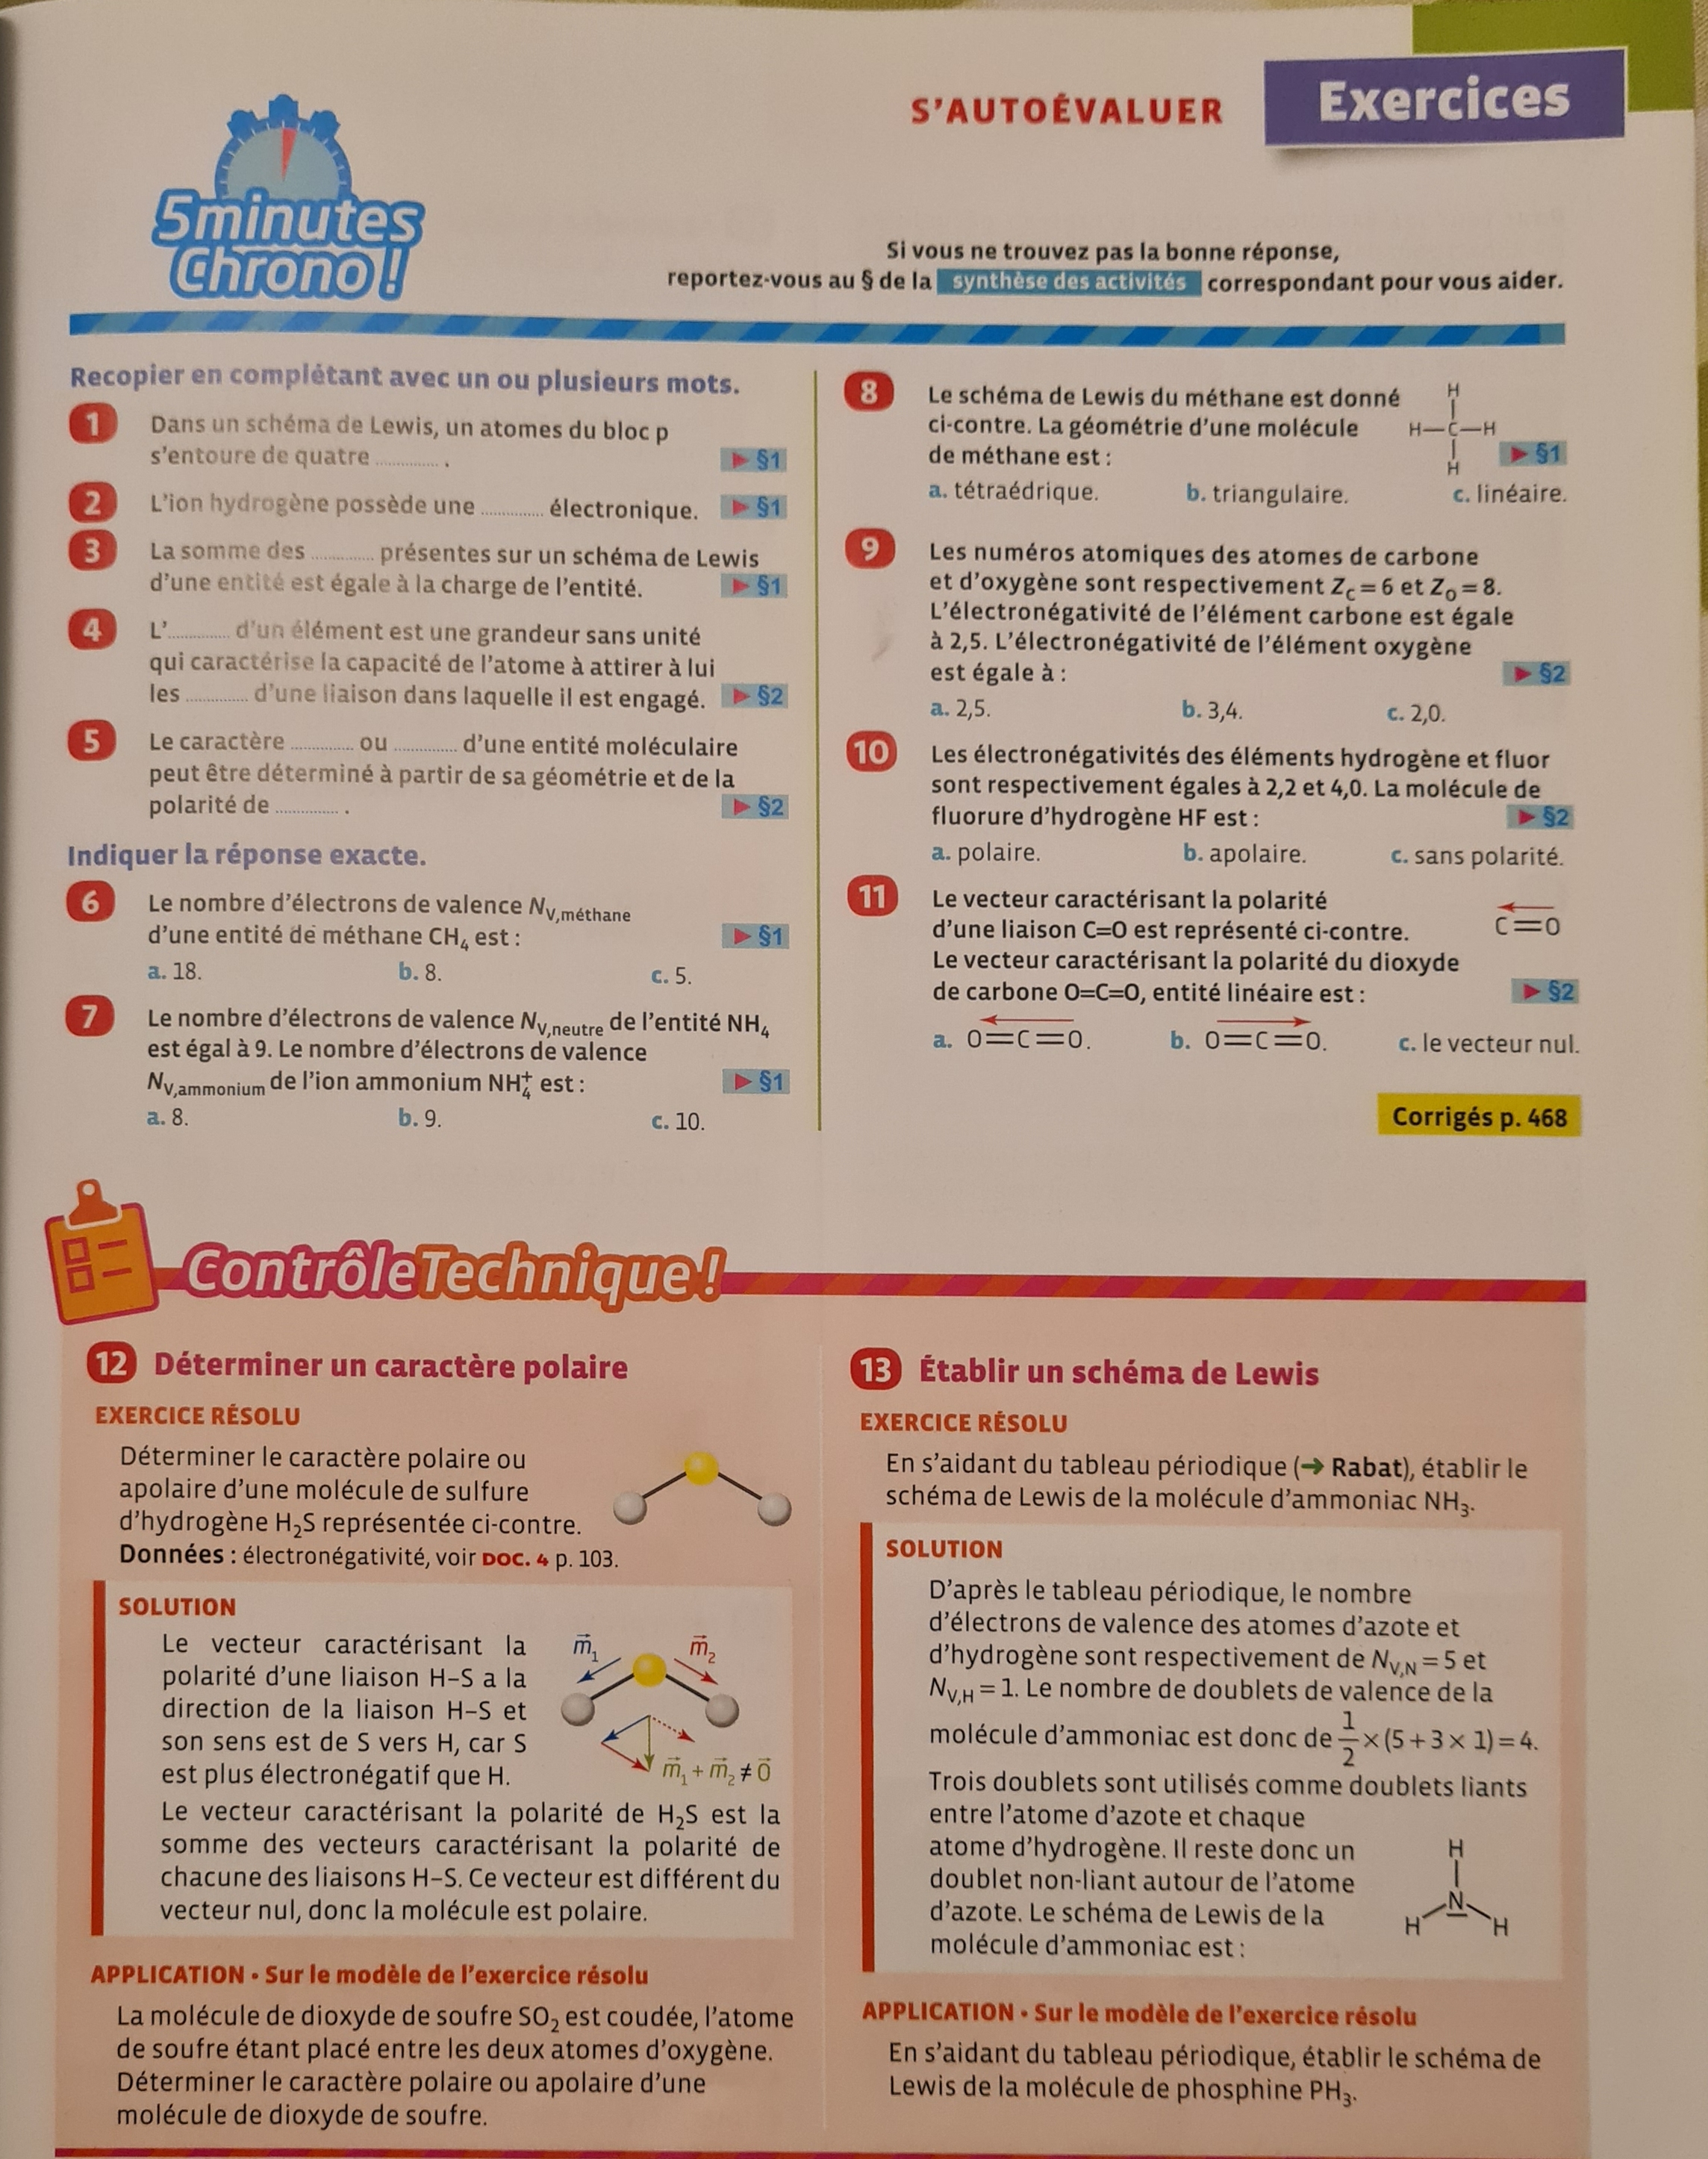 S'AUTOÉVALUER
Exercices
5minutes
Chrono !
Si vous ne trouvez pas la bonne réponse,
reportez-vous au § de la synthèse des activités correspondant pour vous aider.
Recopier en complétant avec un ou plusieurs mots.
1 Dans un schéma de Lewis, un atomes du bloc p
s'entoure de quatre ............. . ▶ §1
2 L'ion hydrogène possède une ............. électronique. ▶ §1
3 La somme des ............. présentes sur un schéma de Lewis
d'une entité est égale à la charge de l'entité. ▶ §1
4 L'............. d'un élément est une grandeur sans unité
qui caractérise la capacité de l'atome à attirer à lui
les ............. d'une liaison dans laquelle il est engagé. ▶ §2
5 Le caractère ............. ou ............. d'une entité moléculaire
peut être déterminé à partir de sa géométrie et de la
polarité de ............. . ▶ §2
Indiquer la réponse exacte.
6 Le nombre d'électrons de valence N_V,méthane
d'une entité de méthane CH₄ est : ▶ §1
a. 18. b. 8. c. 5.
7 Le nombre d'électrons de valence N_V,neutre de l'entité NH₄
est égal à 9. Le nombre d'électrons de valence
N_V,ammonium de l'ion ammonium NH₄⁺ est : ▶ §1
a. 8. b. 9. c. 10.
8 Le schéma de Lewis du méthane est donné
ci-contre. La géométrie d'une molécule
de méthane est : ▶ §1
H
H—C—H
H
a. tétraédrique. b. triangulaire. c. linéaire.
9 Les numéros atomiques des atomes de carbone
et d'oxygène sont respectivement Z_C = 6 et Z_O = 8.
L'électronégativité de l'élément carbone est égale
à 2,5. L'électronégativité de l'élément oxygène
est égale à : ▶ §2
a. 2,5. b. 3,4. c. 2,0.
10 Les électronégativités des éléments hydrogène et fluor
sont respectivement égales à 2,2 et 4,0. La molécule de
fluorure d'hydrogène HF est : ▶ §2
a. polaire. b. apolaire. c. sans polarité.
11 Le vecteur caractérisant la polarité
d'une liaison C=O est représenté ci-contre. C=O
Le vecteur caractérisant la polarité du dioxyde
de carbone O=C=O, entité linéaire est : ▶ §2
a. O=C=O. b. O=C=O. c. le vecteur nul.
Corrigés p. 468
Contrôle Technique !
12 Déterminer un caractère polaire
EXERCICE RÉSOLU
Déterminer le caractère polaire ou
apolaire d'une molécule de sulfure
d'hydrogène H₂S représentée ci-contre.
Données : électronégativité, voir DOC. 4 p. 103.
SOLUTION
Le vecteur caractérisant la
polarité d'une liaison H–S a la
direction de la liaison H–S et
son sens est de S vers H, car S
est plus électronégatif que H.
m⃗₁ m⃗₂
m⃗₁ + m⃗₂ ≠ 0⃗
Le vecteur caractérisant la polarité de H₂S est la
somme des vecteurs caractérisant la polarité de
chacune des liaisons H–S. Ce vecteur est différent du
vecteur nul, donc la molécule est polaire.
APPLICATION • Sur le modèle de l'exercice résolu
La molécule de dioxyde de soufre SO₂ est coudée, l'atome
de soufre étant placé entre les deux atomes d'oxygène.
Déterminer le caractère polaire ou apolaire d'une
molécule de dioxyde de soufre.
13 Établir un schéma de Lewis
EXERCICE RÉSOLU
En s'aidant du tableau périodique (→ Rabat), établir le
schéma de Lewis de la molécule d'ammoniac NH₃.
SOLUTION
D'après le tableau périodique, le nombre
d'électrons de valence des atomes d'azote et
d'hydrogène sont respectivement de N_V,N = 5 et
N_V,H = 1. Le nombre de doublets de valence de la
molécule d'ammoniac est donc de 1/2 × (5 + 3 × 1) = 4.
Trois doublets sont utilisés comme doublets liants
entre l'atome d'azote et chaque
atome d'hydrogène. Il reste donc un
doublet non-liant autour de l'atome
d'azote. Le schéma de Lewis de la
molécule d'ammoniac est :
H
N
H H
APPLICATION • Sur le modèle de l'exercice résolu
En s'aidant du tableau périodique, établir le schéma de
Lewis de la molécule de phosphine PH₃.